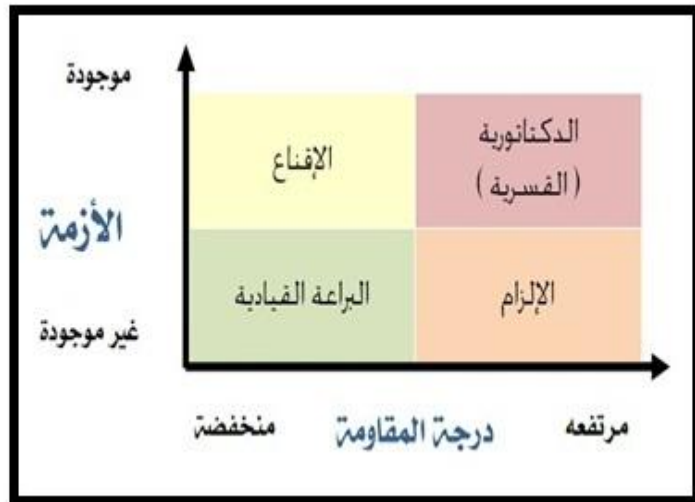 موجودة
الدكتاتورية
( القسرية )
الإقناع
الأزمة
الإلزام
البراعة القيادية
غير موجودة
مرتفعه
درجة المقاومة
منخفضة